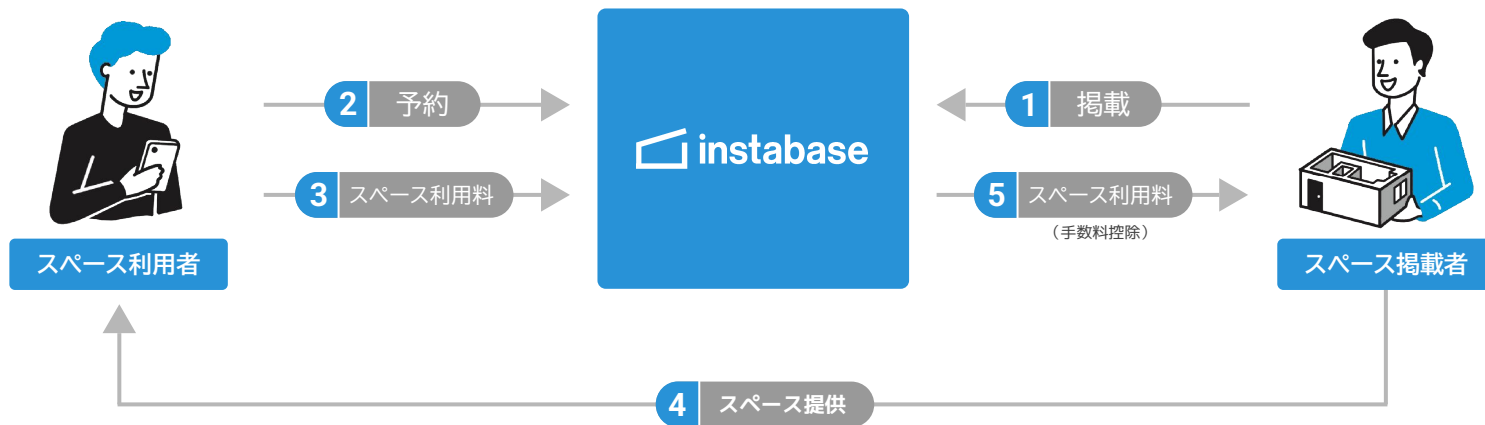 2 予約
1 掲載
instabase
3 スペース利用料
5 スペース利用料
（手数料控除）
スペース利用者
スペース掲載者
4 スペース提供